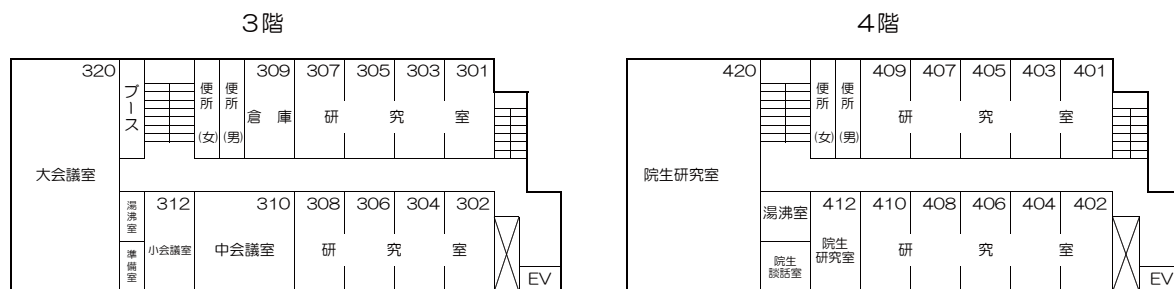 3階
320
ブース
便所(女)
便所(男)
309
倉庫
307
305
303
301
研究室
大会議室
湯沸室
準備室
312
小会議室
310
中会議室
308
306
304
302
研究室
EV
4階
420
便所(女)
便所(男)
409
407
405
403
401
研究室
院生研究室
湯沸室
院生
談話室
412
院生
研究室
410
408
406
404
402
研究室
EV